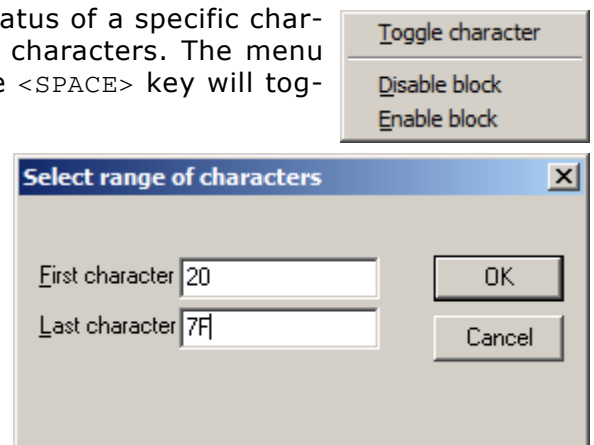 atus of a specific char-
characters. The menu
e <SPACE> key will tog-
Toggle character
Disable block
Enable block
Select range of characters
First character 20
OK
Last character 7F
Cancel